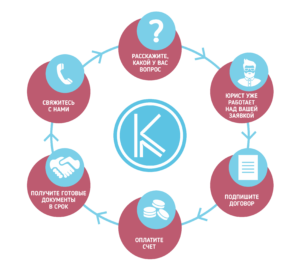 РАССКАЖИТЕ,
КАКОЙ У ВАС
ВОПРОС
ЮРИСТ УЖЕ
РАБОТАЕТ
НАД ВАШЕЙ
ЗАЯВКОЙ
ПОДПИШИТЕ
ДОГОВОР
ОПЛАТИТЕ
СЧЕТ
ПОЛУЧИТЕ ГОТОВЫЕ
ДОКУМЕНТЫ
В СРОК
СВЯЖИТЕСЬ
С НАМИ